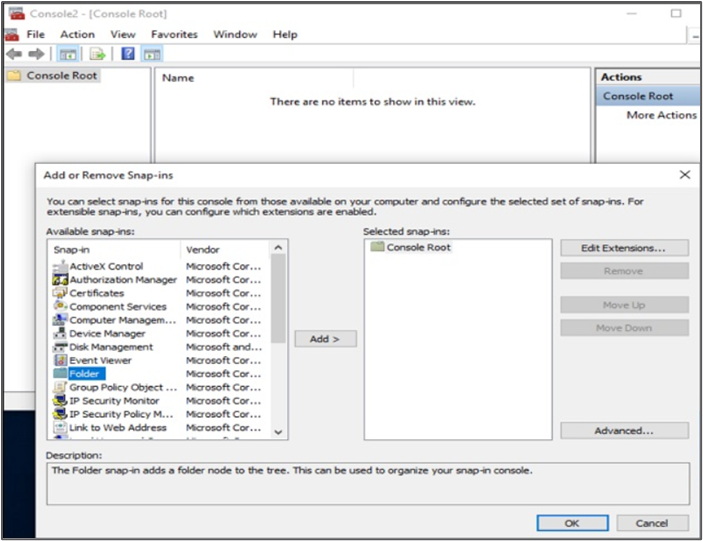 Console2 - [Console Root]
File Action View Favorites Window Help
Console Root
Name
There are no items to show in this view.
Actions
Console Root
More Actions
Add or Remove Snap-ins
You can select snap-ins for this console from those available on your computer and configure the selected set of snap-ins. For
extensible snap-ins, you can configure which extensions are enabled.
Available snap-ins:
Snap-in Vendor
ActiveX Control Microsoft Cor...
Authorization Manager Microsoft Cor...
Certificates Microsoft Cor...
Component Services Microsoft Cor...
Computer Managem... Microsoft Cor...
Device Manager Microsoft Cor...
Disk Management Microsoft and...
Event Viewer Microsoft Cor...
Folder Microsoft Cor...
Group Policy Object ... Microsoft Cor...
IP Security Monitor Microsoft Cor...
IP Security Policy M... Microsoft Cor...
Link to Web Address Microsoft Cor...
Add >
Selected snap-ins:
Console Root
Edit Extensions...
Remove
Move Up
Move Down
Advanced...
Description:
The Folder snap-in adds a folder node to the tree. This can be used to organize your snap-in console.
OK Cancel